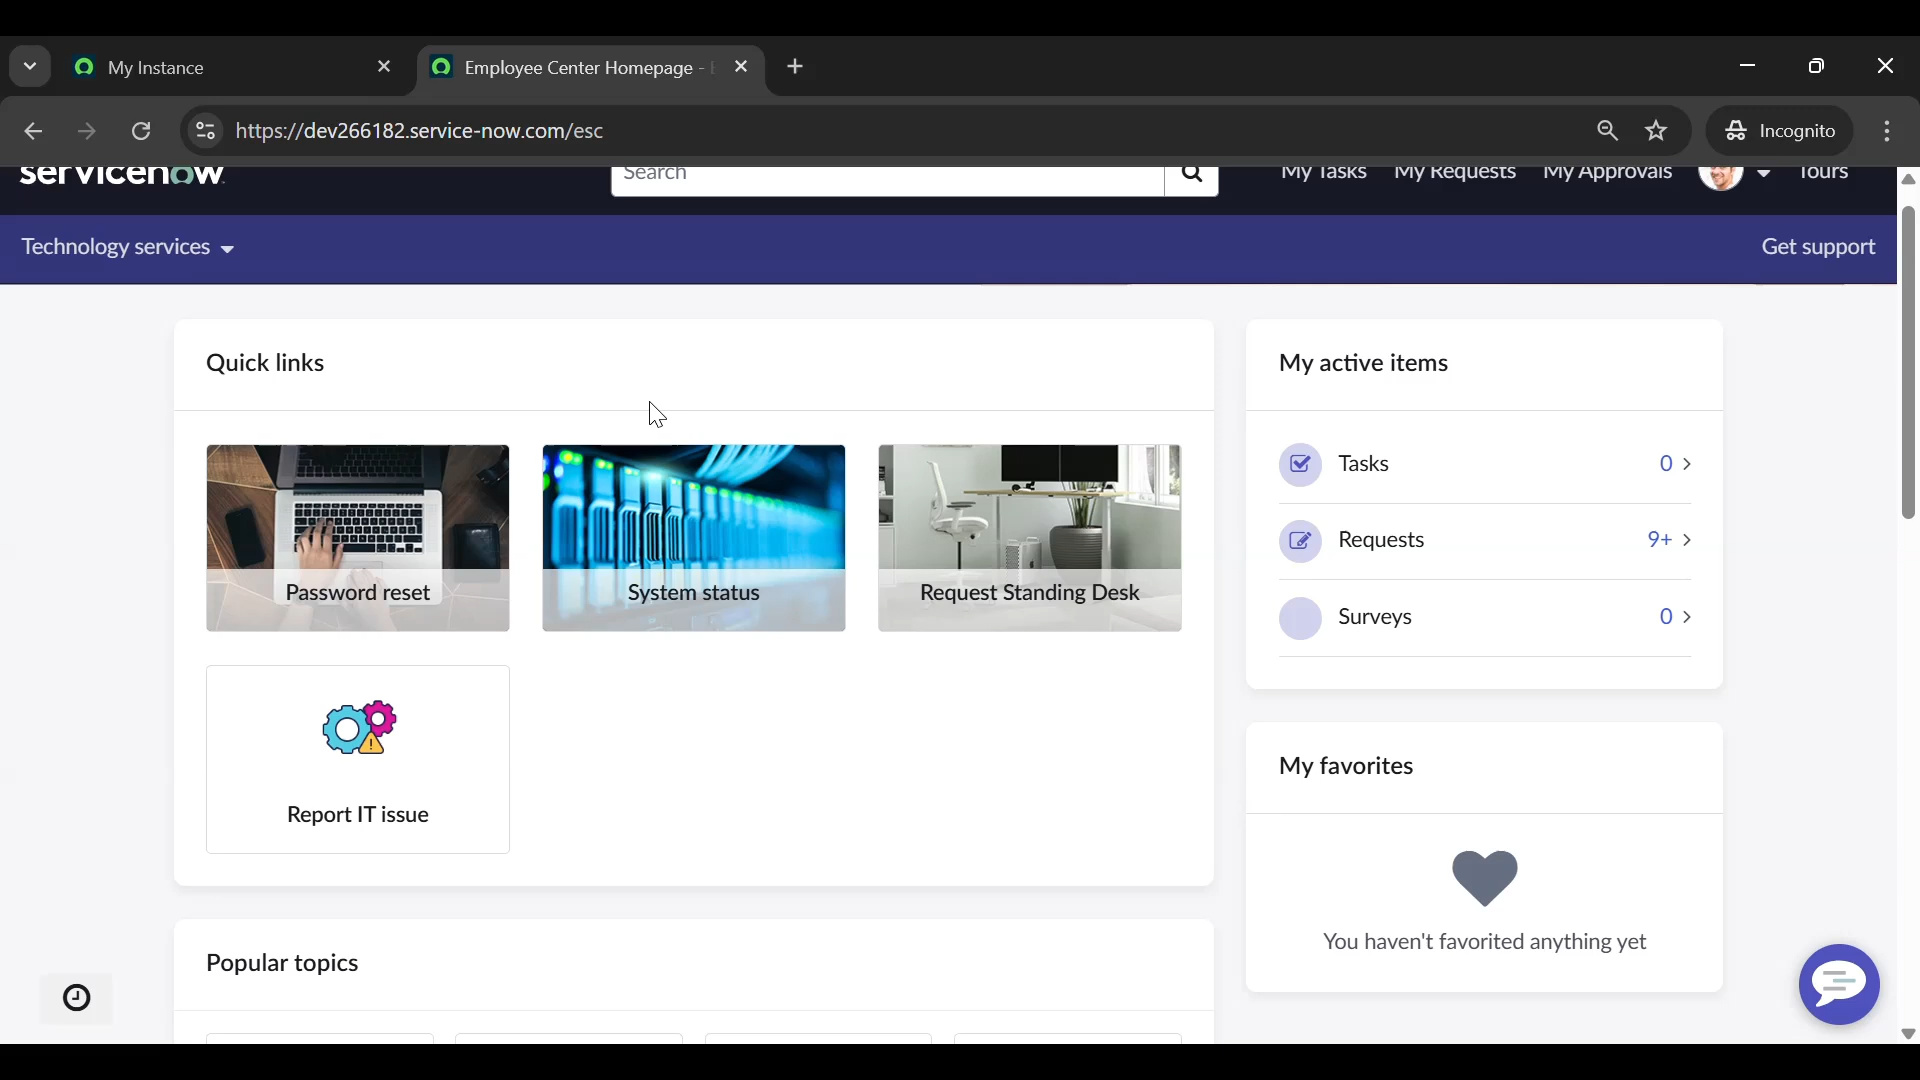 My Instance
Employee Center Homepage -
https://dev266182.service-now.com/esc
Incognito
servicenow
Search
My Tasks
My Requests
My Approvals
Tours
Technology services
Get support
Quick links
My active items
Password reset
System status
Request Standing Desk
Report IT issue
Tasks 0
Requests 9+
Surveys 0
My favorites
You haven't favorited anything yet
Popular topics